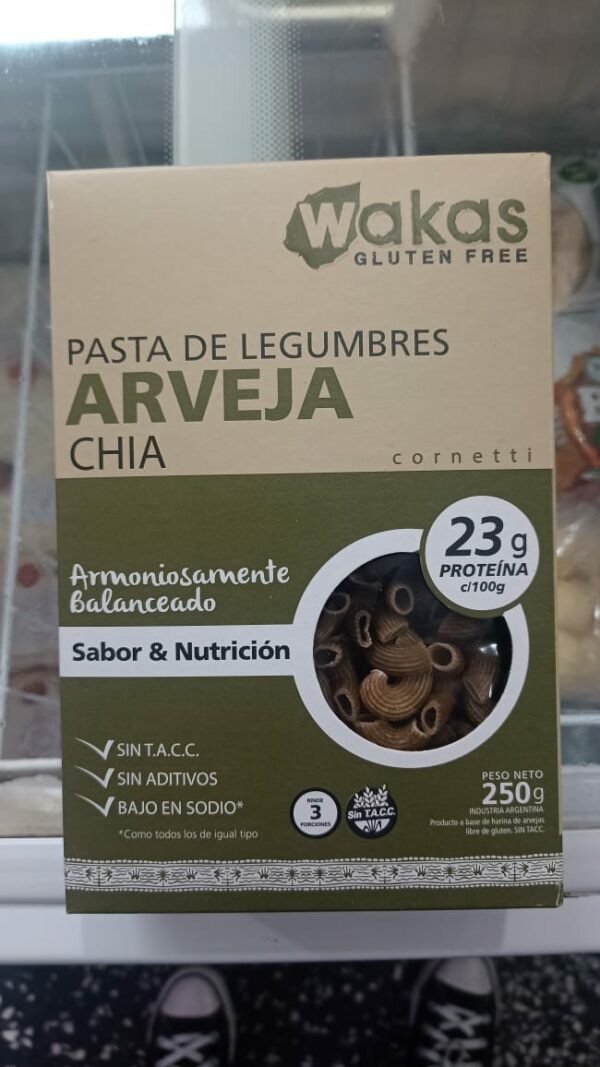 Wakas
GLUTEN FREE
PASTA DE LEGUMBRES
ARVEJA
CHIA
cornetti
23 g
PROTEÍNA
c/100g
Armoniosamente
Balanceado
Sabor & Nutrición
SIN T.A.C.C.
SIN ADITIVOS
BAJO EN SODIO*
*Como todos los de igual tipo
RINDE
3
PORCIONES
Sin T.A.C.C.
PESO NETO
250g
INDUSTRIA ARGENTINA
Producto a base de harina de arvejas
libre de gluten. SIN TACC.